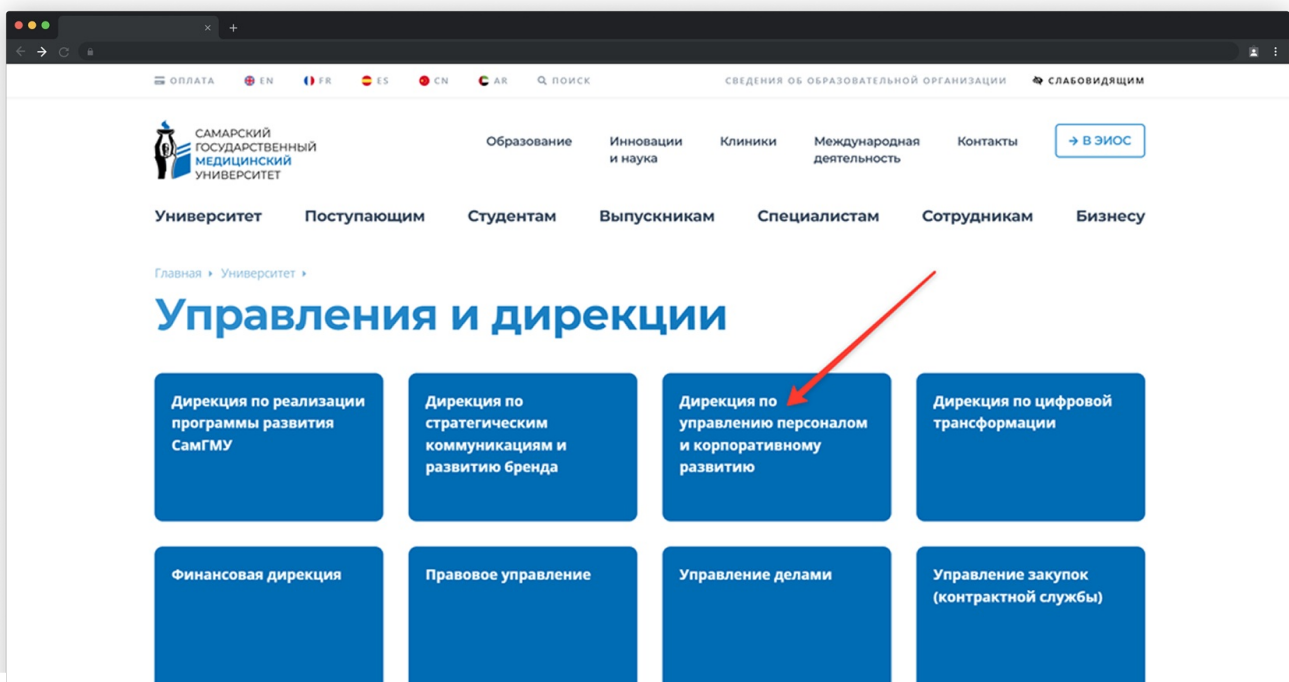 ОПЛАТА EN FR ES CN AR ПОИСК СВЕДЕНИЯ ОБ ОБРАЗОВАТЕЛЬНОЙ ОРГАНИЗАЦИИ СЛАБОВИДЯЩИМ
САМАРСКИЙ
ГОСУДАРСТВЕННЫЙ
МЕДИЦИНСКИЙ
УНИВЕРСИТЕТ
Образование
Инновации
и наука
Клиники
Международная
деятельность
Контакты
→ В ЭИОС
Университет Поступающим Студентам Выпускникам Специалистам Сотрудникам Бизнесу
Главная Университет
Управления и дирекции
Дирекция по реализации
программы развития
СамГМУ
Дирекция по
стратегическим
коммуникациям и
развитию бренда
Дирекция по
управлению персоналом
и корпоративному
развитию
Дирекция по цифровой
трансформации
Финансовая дирекция
Правовое управление
Управление делами
Управление закупок
(контрактной службы)